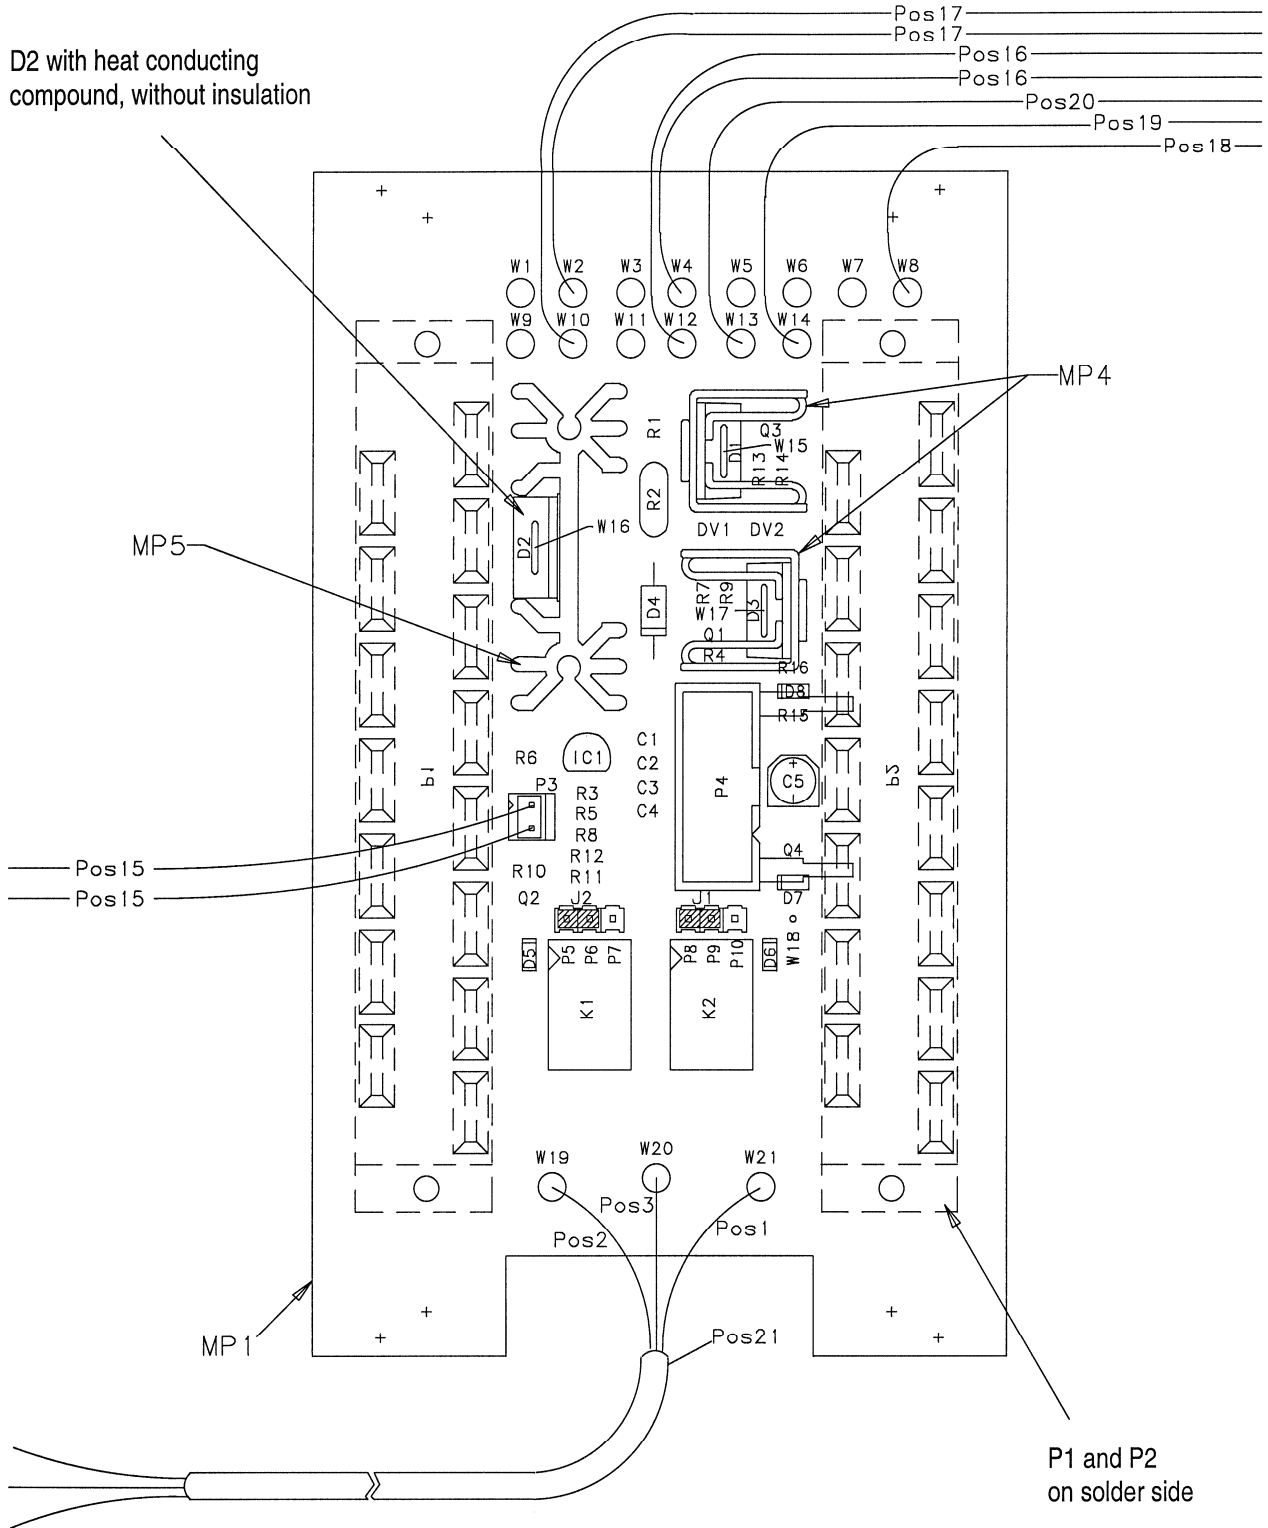 Pos17
Pos17
D2 with heat conducting
compound, without insulation
Pos16
Pos16
Pos20
Pos19
Pos18
W1 W2 W3 W4 W5 W6 W7 W8
W9 W10 W11 W12 W13 W14
MP4
R1
Q3
D1
W15
R13
R14
R2
W16
D2
DV1 DV2
MP5
R7
R9
D4
W17
D3
Q1
R4
R16
D8
R15
C1
R6
IC1
C2
P1
P2
P4
C5
P3
C3
R3
C4
R5
R8
Q4
R12
Pos15
R10
R11
Pos15
Q2
J2
J1
D7
W18
D5
P5
P6
P7
P8
P9
P10
D6
K1
K2
W19
W20
W21
Pos3
Pos2
Pos1
MP1
Pos21
P1 and P2
on solder side